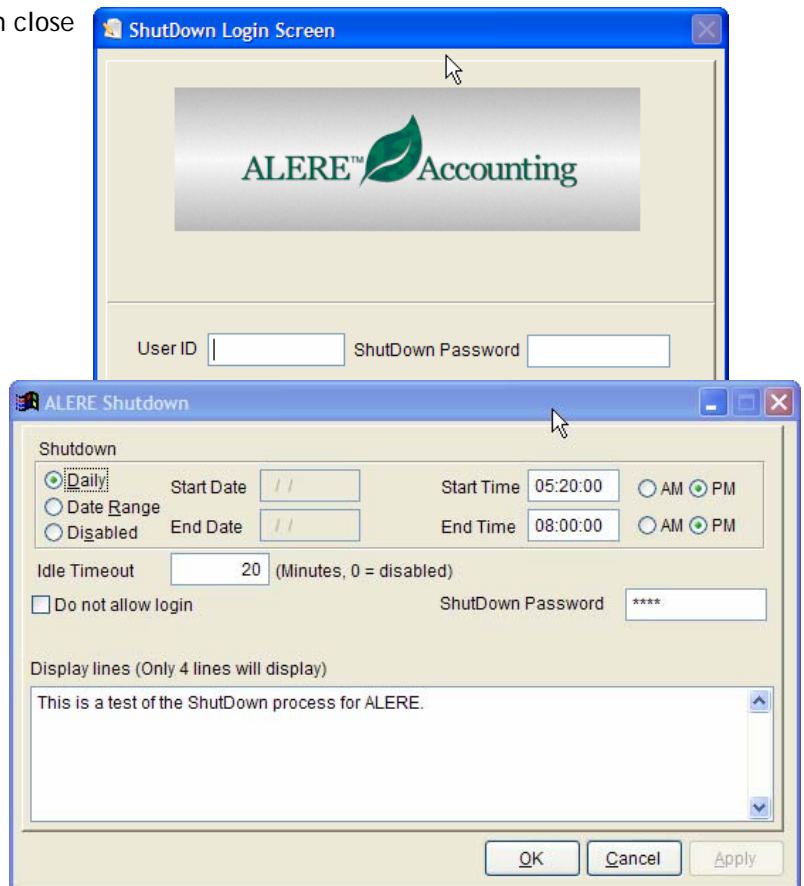 n close
ShutDown Login Screen
ALERE™ Accounting
User ID ShutDown Password
ALERE Shutdown
Shutdown
Daily Start Date / / Start Time 05:20:00 AM PM
Date Range
Disabled End Date / / End Time 08:00:00 AM PM
Idle Timeout 20 (Minutes, 0 = disabled)
Do not allow login ShutDown Password ****
Display lines (Only 4 lines will display)
This is a test of the ShutDown process for ALERE.
OK Cancel Apply